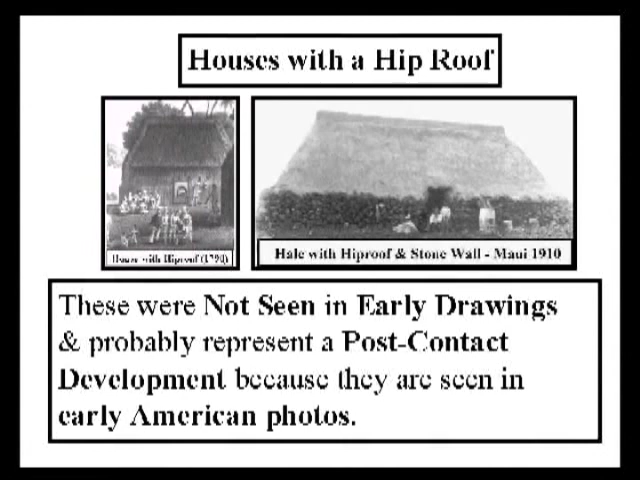 Houses with a Hip Roof
House with Hiproof (1790)
Hale with Hiproof & Stone Wall - Maui 1910
These were Not Seen in Early Drawings
& probably represent a Post-Contact
Development because they are seen in
early American photos.